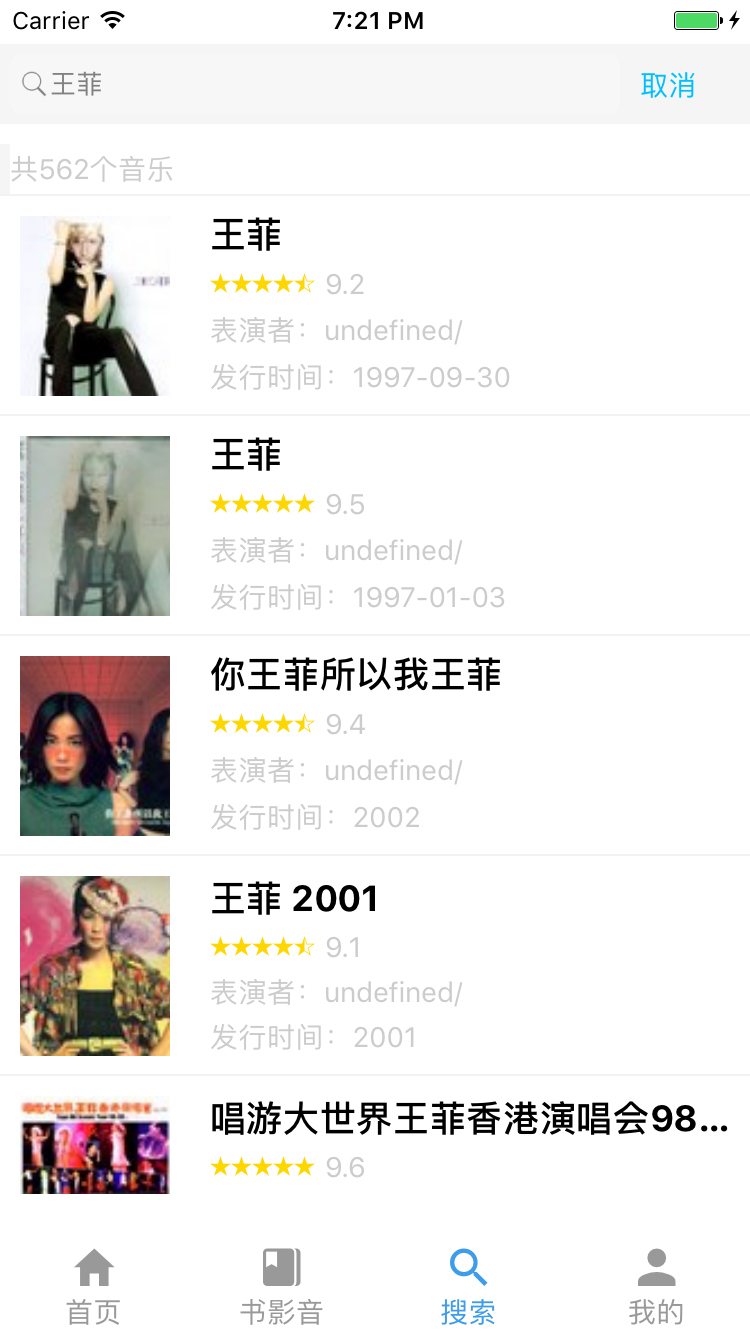 Carrier 7:21 PM
王菲 取消
共562个音乐
王菲
9.2
表演者：undefined/
发行时间：1997-09-30
王菲
9.5
表演者：undefined/
发行时间：1997-01-03
你王菲所以我王菲
9.4
表演者：undefined/
发行时间：2002
王菲 2001
9.1
表演者：undefined/
发行时间：2001
唱游大世界王菲香港演唱会98...
9.6
首页 书影音 搜索 我的